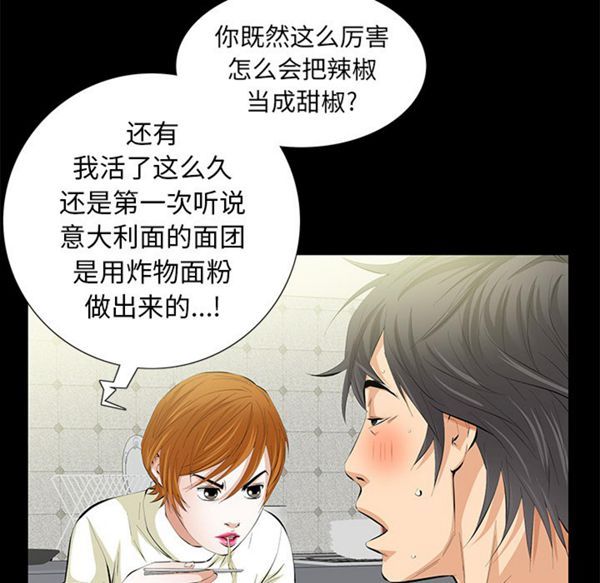 你既然这么厉害
怎么会把辣椒
当成甜椒?
还有
我活了这么久
还是第一次听说
意大利面的面团
是用炸物面粉
做出来的...!